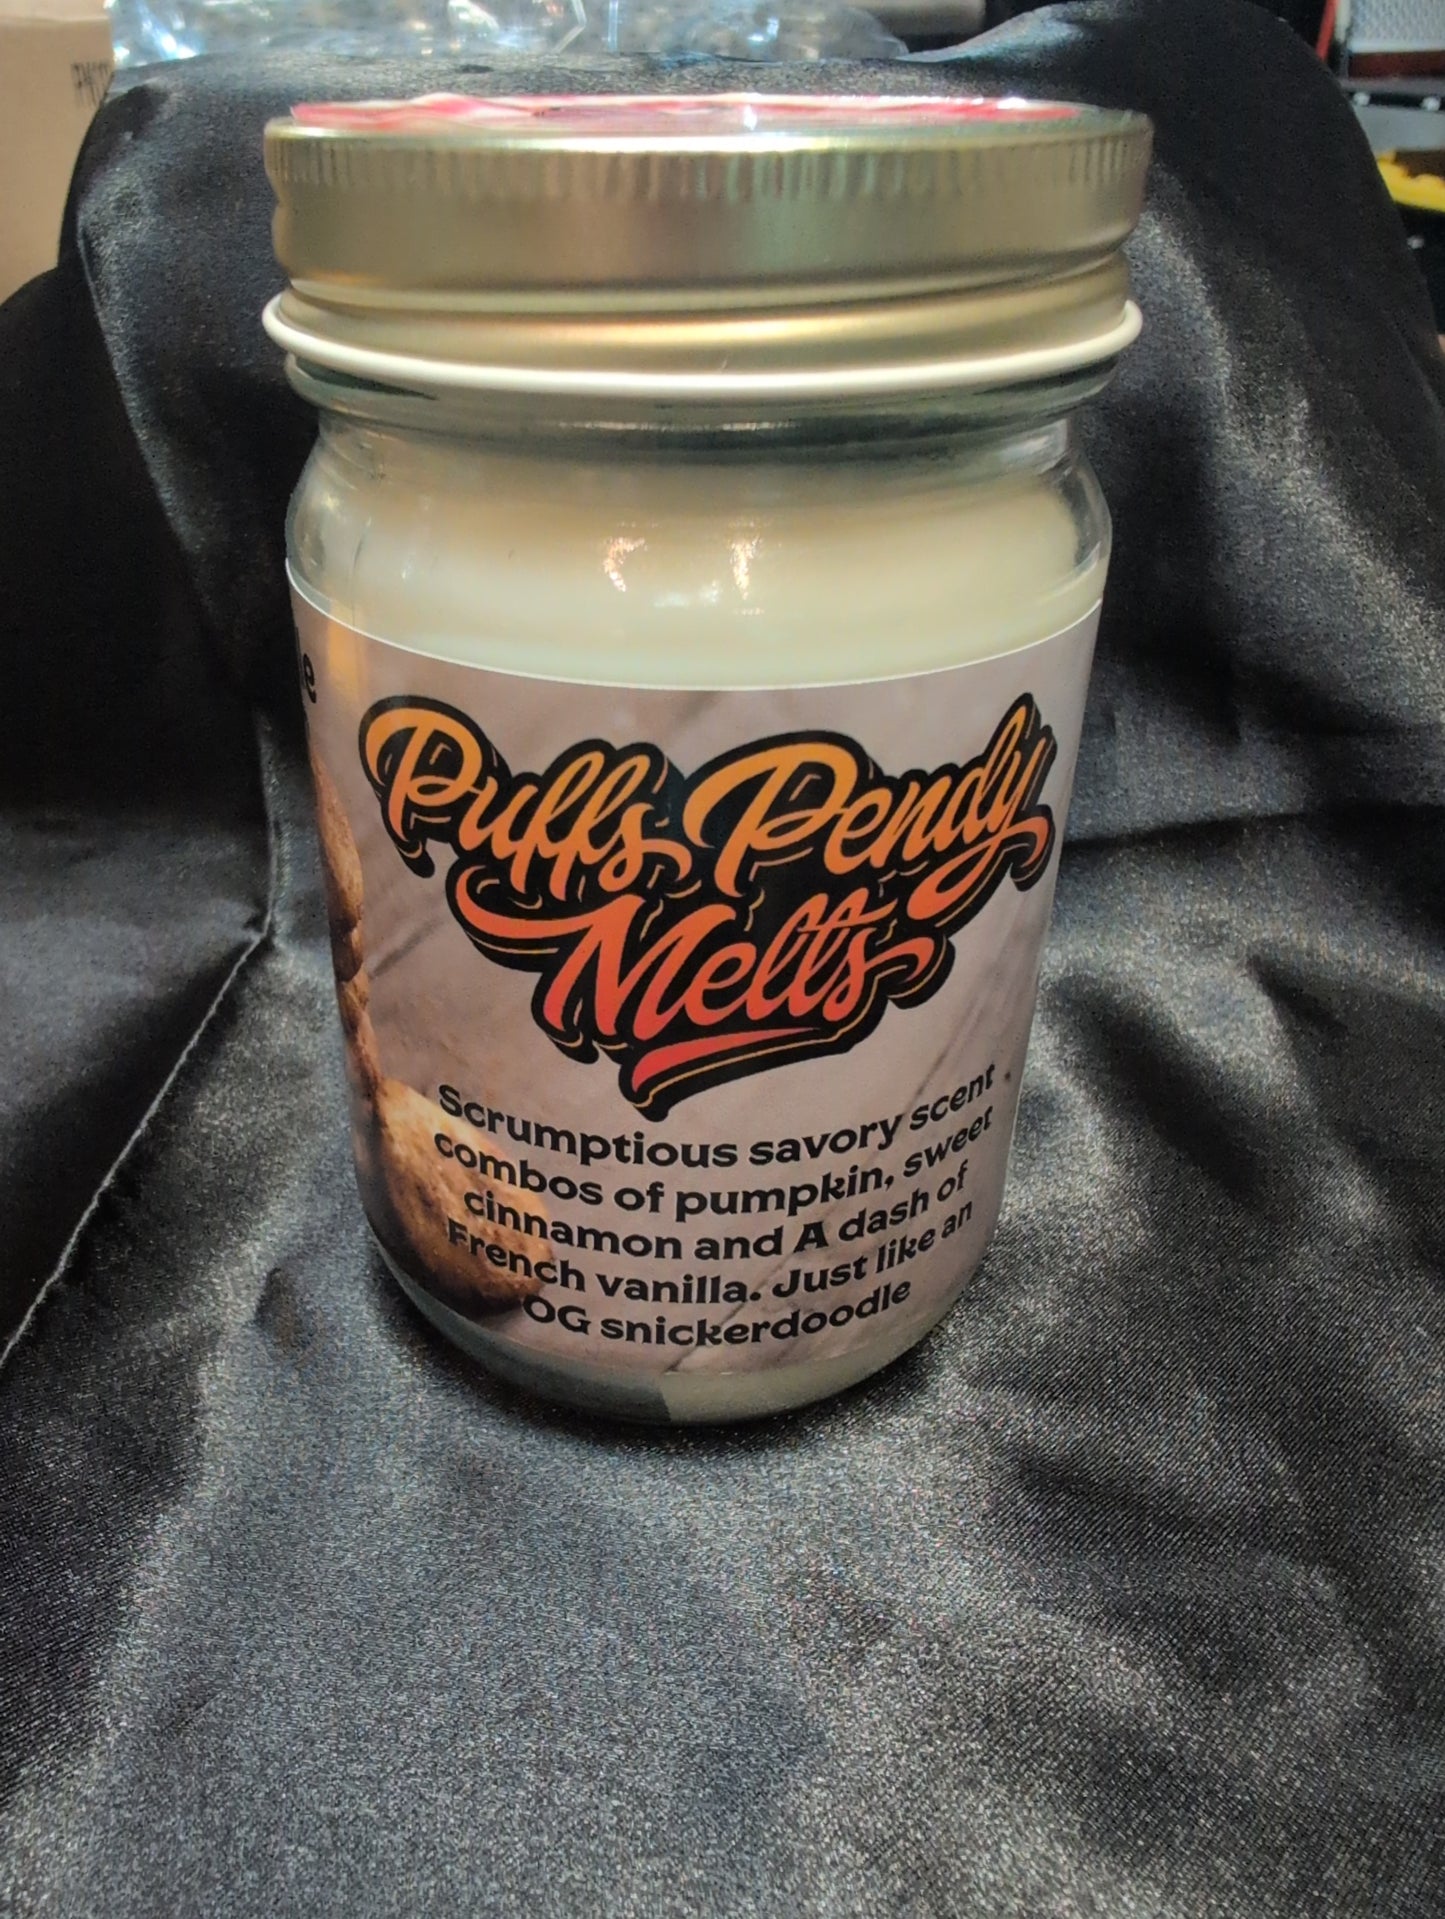 Puffs Pendy
Melts
Scrumptious savory scent
combos of pumpkin, sweet
cinnamon and A dash of
French vanilla. Just like an
OG snickerdoodle